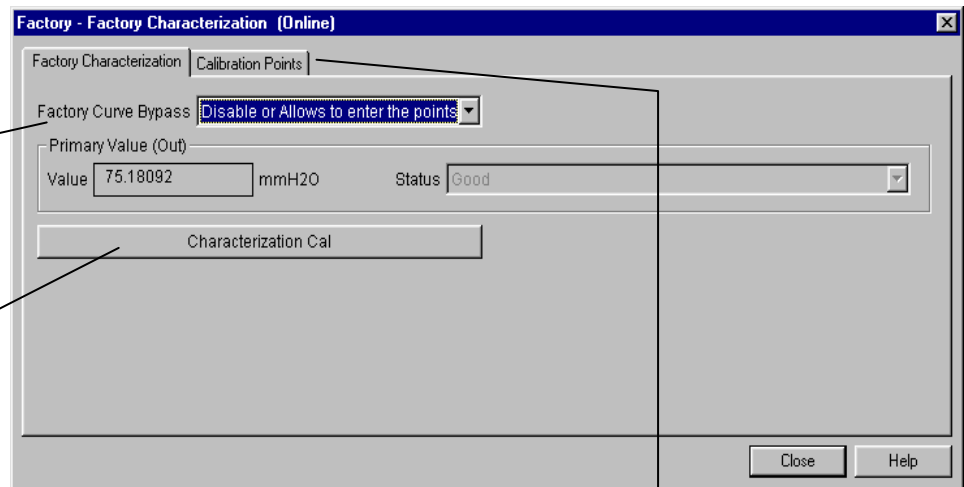 Factory - Factory Characterization (Online)
Factory Characterization Calibration Points
Factory Curve Bypass Disable or Allows to enter the points
Primary Value (Out)
Value 75.18092 mmH2O Status Good
Characterization Cal
Close Help